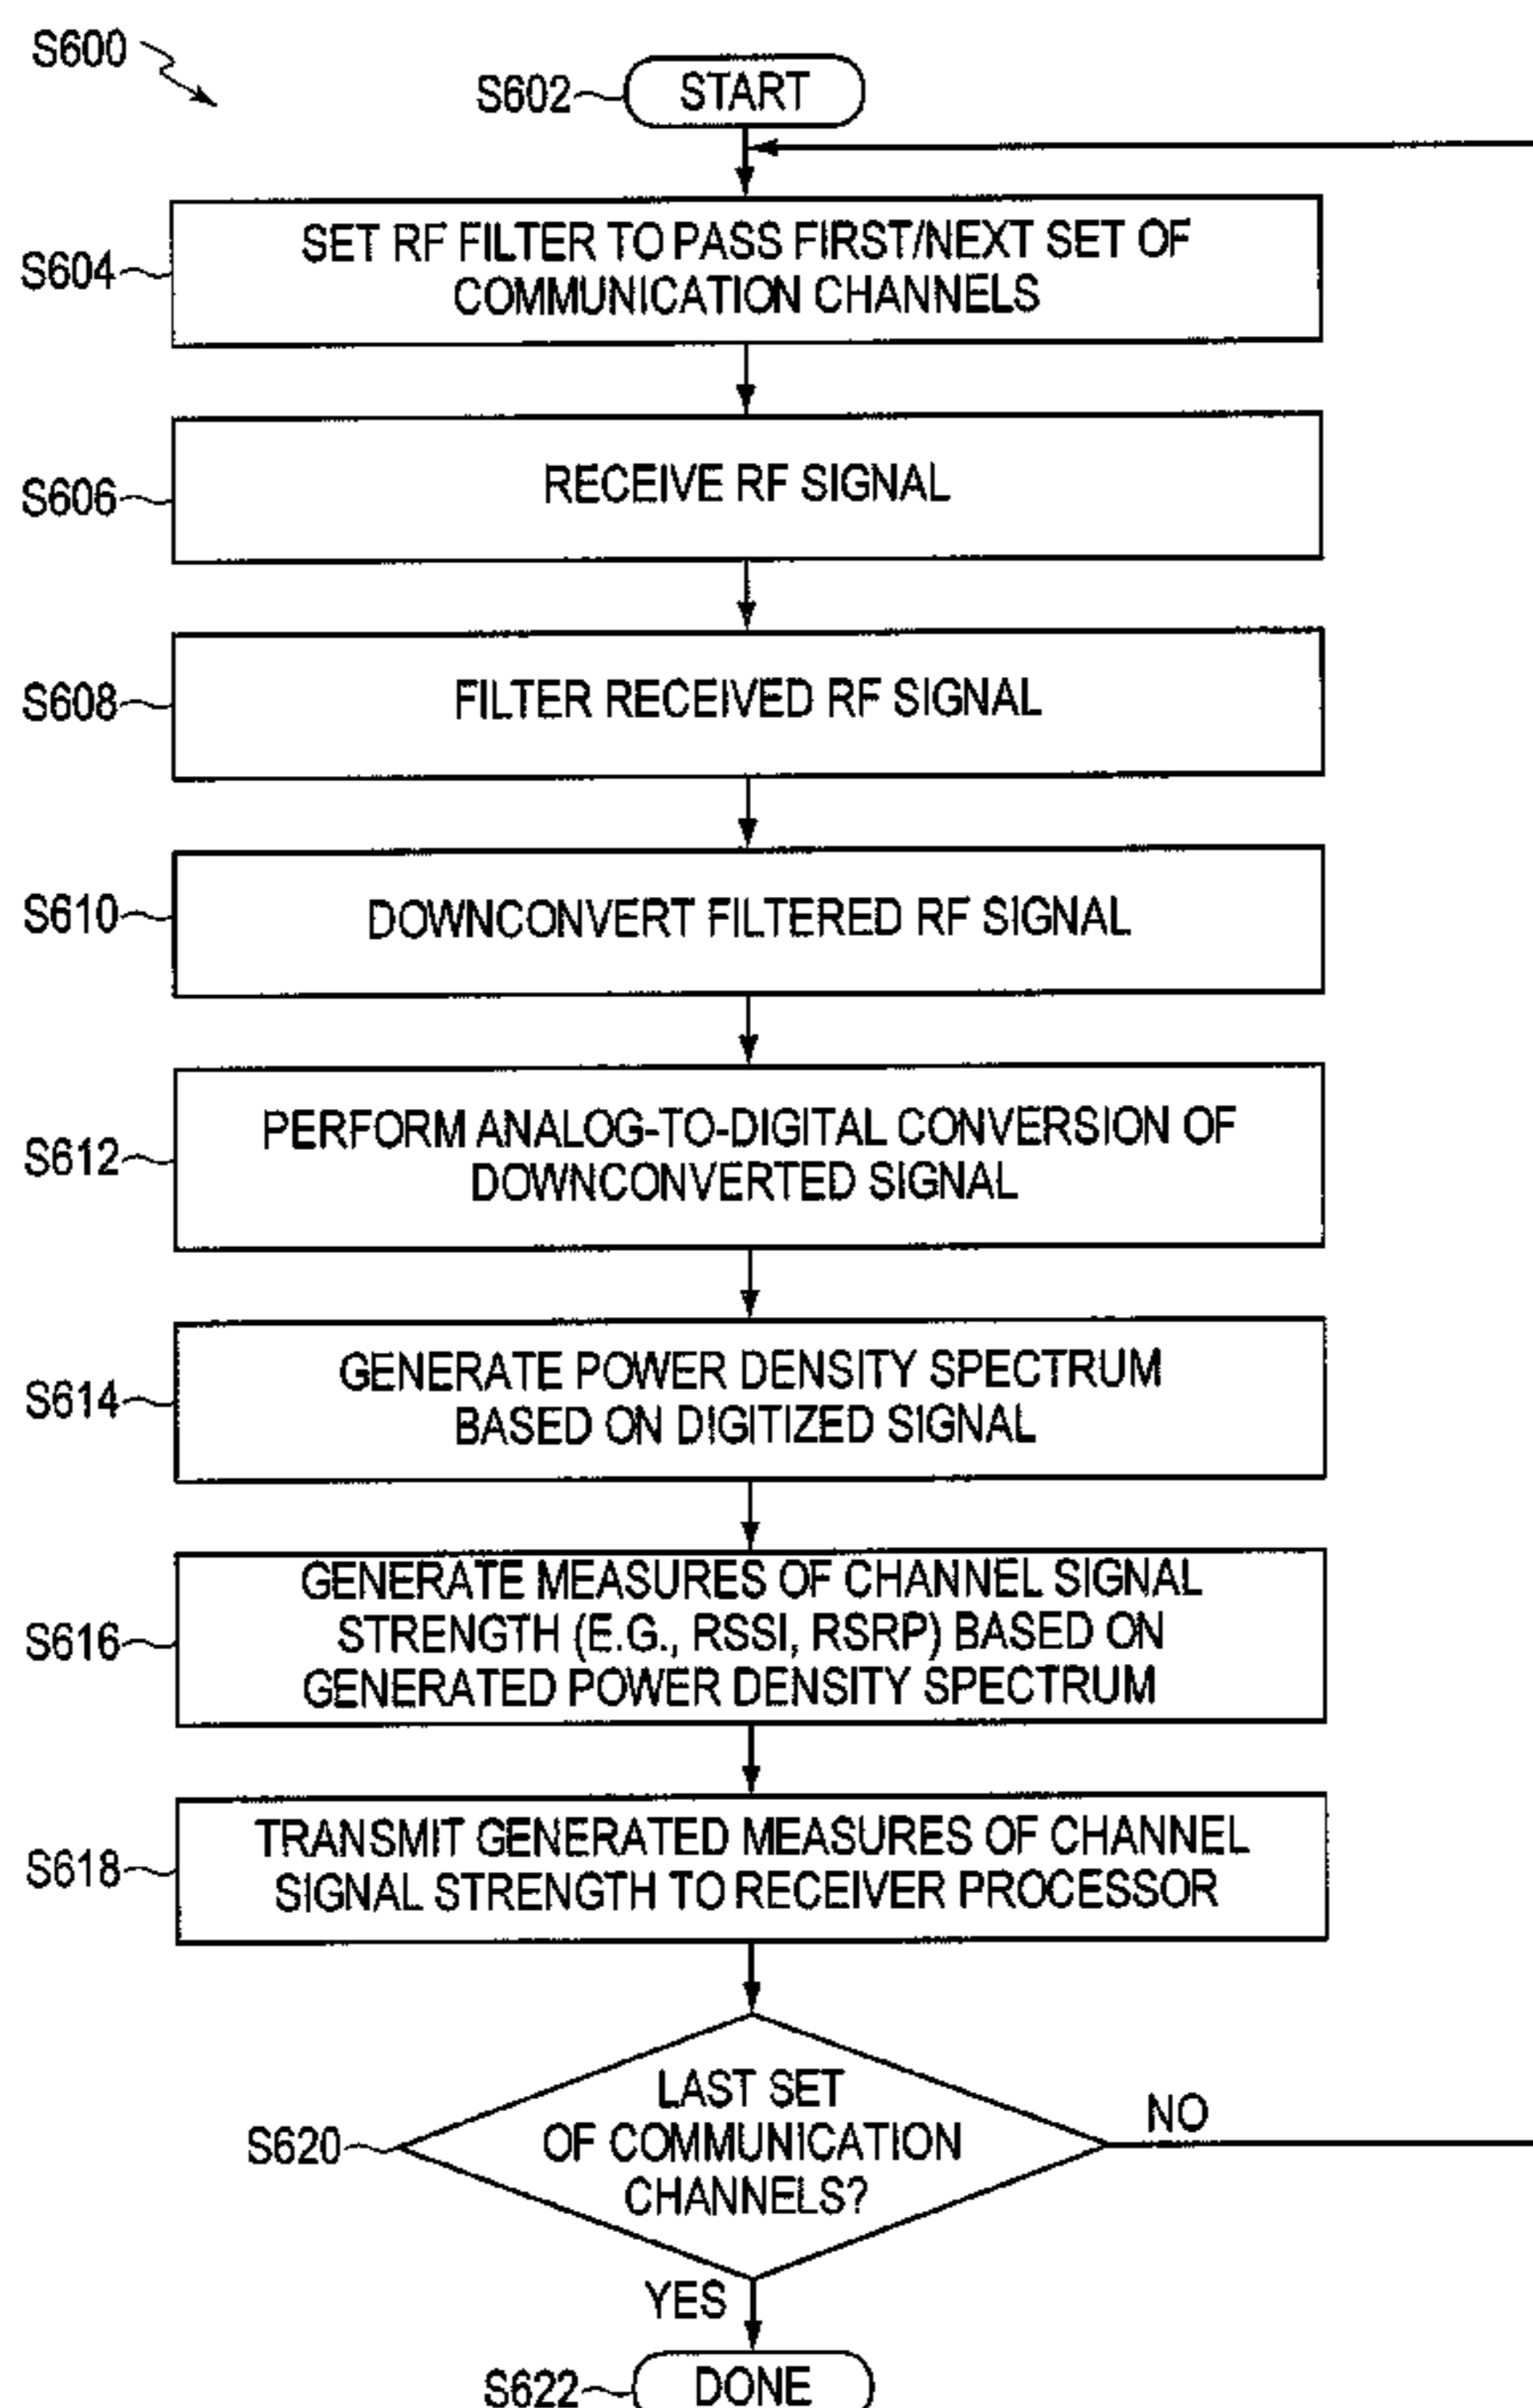 S600
S602
START
S604
SET RF FILTER TO PASS FIRST/NEXT SET OF
COMMUNICATION CHANNELS
S606
RECEIVE RF SIGNAL
S608
FILTER RECEIVED RF SIGNAL
S610
DOWNCONVERT FILTERED RF SIGNAL
S612
PERFORM ANALOG-TO-DIGITAL CONVERSION OF
DOWNCONVERTED SIGNAL
S614
GENERATE POWER DENSITY SPECTRUM
BASED ON DIGITIZED SIGNAL
S616
GENERATE MEASURES OF CHANNEL SIGNAL
STRENGTH (E.G., RSSI, RSRP) BASED ON
GENERATED POWER DENSITY SPECTRUM
S618
TRANSMIT GENERATED MEASURES OF CHANNEL
SIGNAL STRENGTH TO RECEIVER PROCESSOR
S620
LAST SET
OF COMMUNICATION
CHANNELS?
NO
YES
S622
DONE